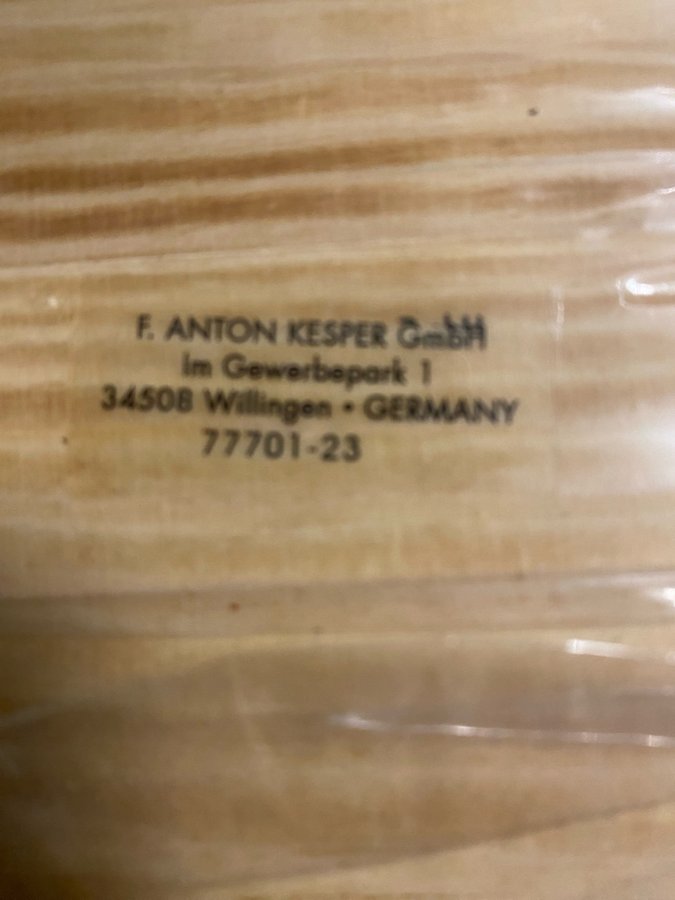 F. ANTON KESPER GmbH
Im Gewerbepark 1
34508 Willingen • GERMANY
77701-23